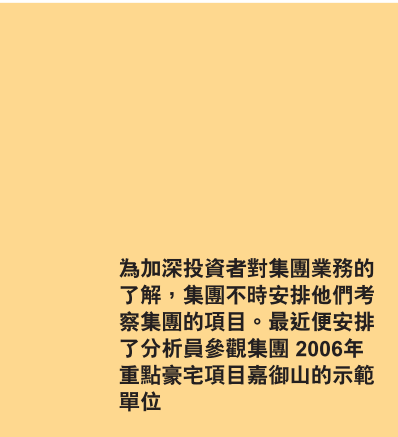 為加深投資者對集團業務的
了解，集團不時安排他們考
察集團的項目。最近便安排
了分析員參觀集團 2006年
重點豪宅項目嘉御山的示範
單位